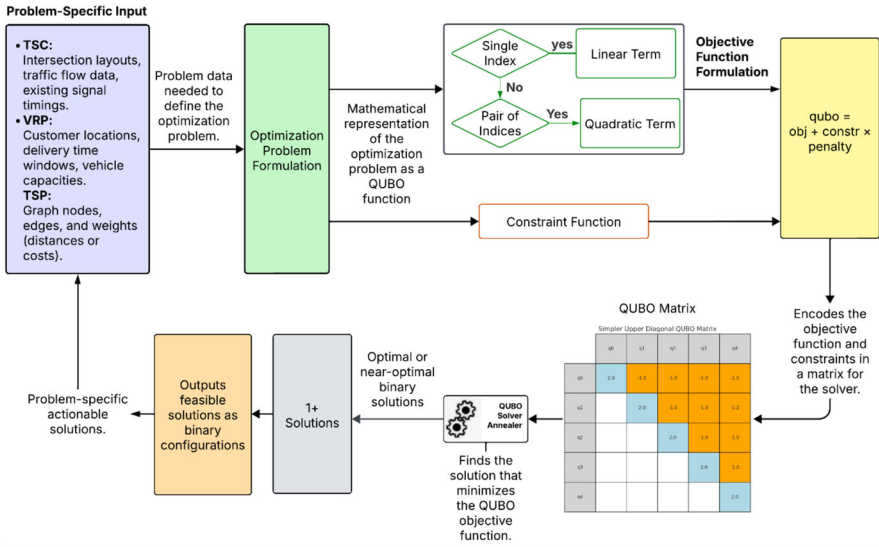 Problem-Specific Input
• TSC:
Intersection layouts,
traffic flow data,
existing signal
timings.
• VRP:
Customer locations,
delivery time
windows, vehicle
capacities.
TSP:
Graph nodes,
edges, and weights
(distances or
costs).
Problem data
needed to
define the
optimization
problem.
Optimization
Problem
Formulation
Mathematical
representation
of the
optimization
problem as a
QUBO
function
Single
Index
yes
Linear Term
No
Pair of
Indices
Yes
Quadratic Term
Objective
Function
Formulation
Constraint Function
qubo =
obj + constr ×
penalty
Encodes the
objective
function and
constraints in
a matrix for
the solver.
QUBO Matrix
Simpler Upper Diagonal QUBO Matrix
q0 q1 q2 q3 q4
q0 2.0 -1.0 -1.0 -1.0 -1.0
q1 2.0 -1.0 -1.0 -1.0
q2 2.0 -1.0 -1.0
q3 2.0 -1.0
q4 2.0
QUBO
Solver
Annealer
Finds the
solution that
minimizes
the QUBO
objective
function.
Optimal or
near-optimal
binary
solutions
1+
Solutions
Outputs
feasible
solutions as
binary
configurations
Problem-specific
actionable
solutions.